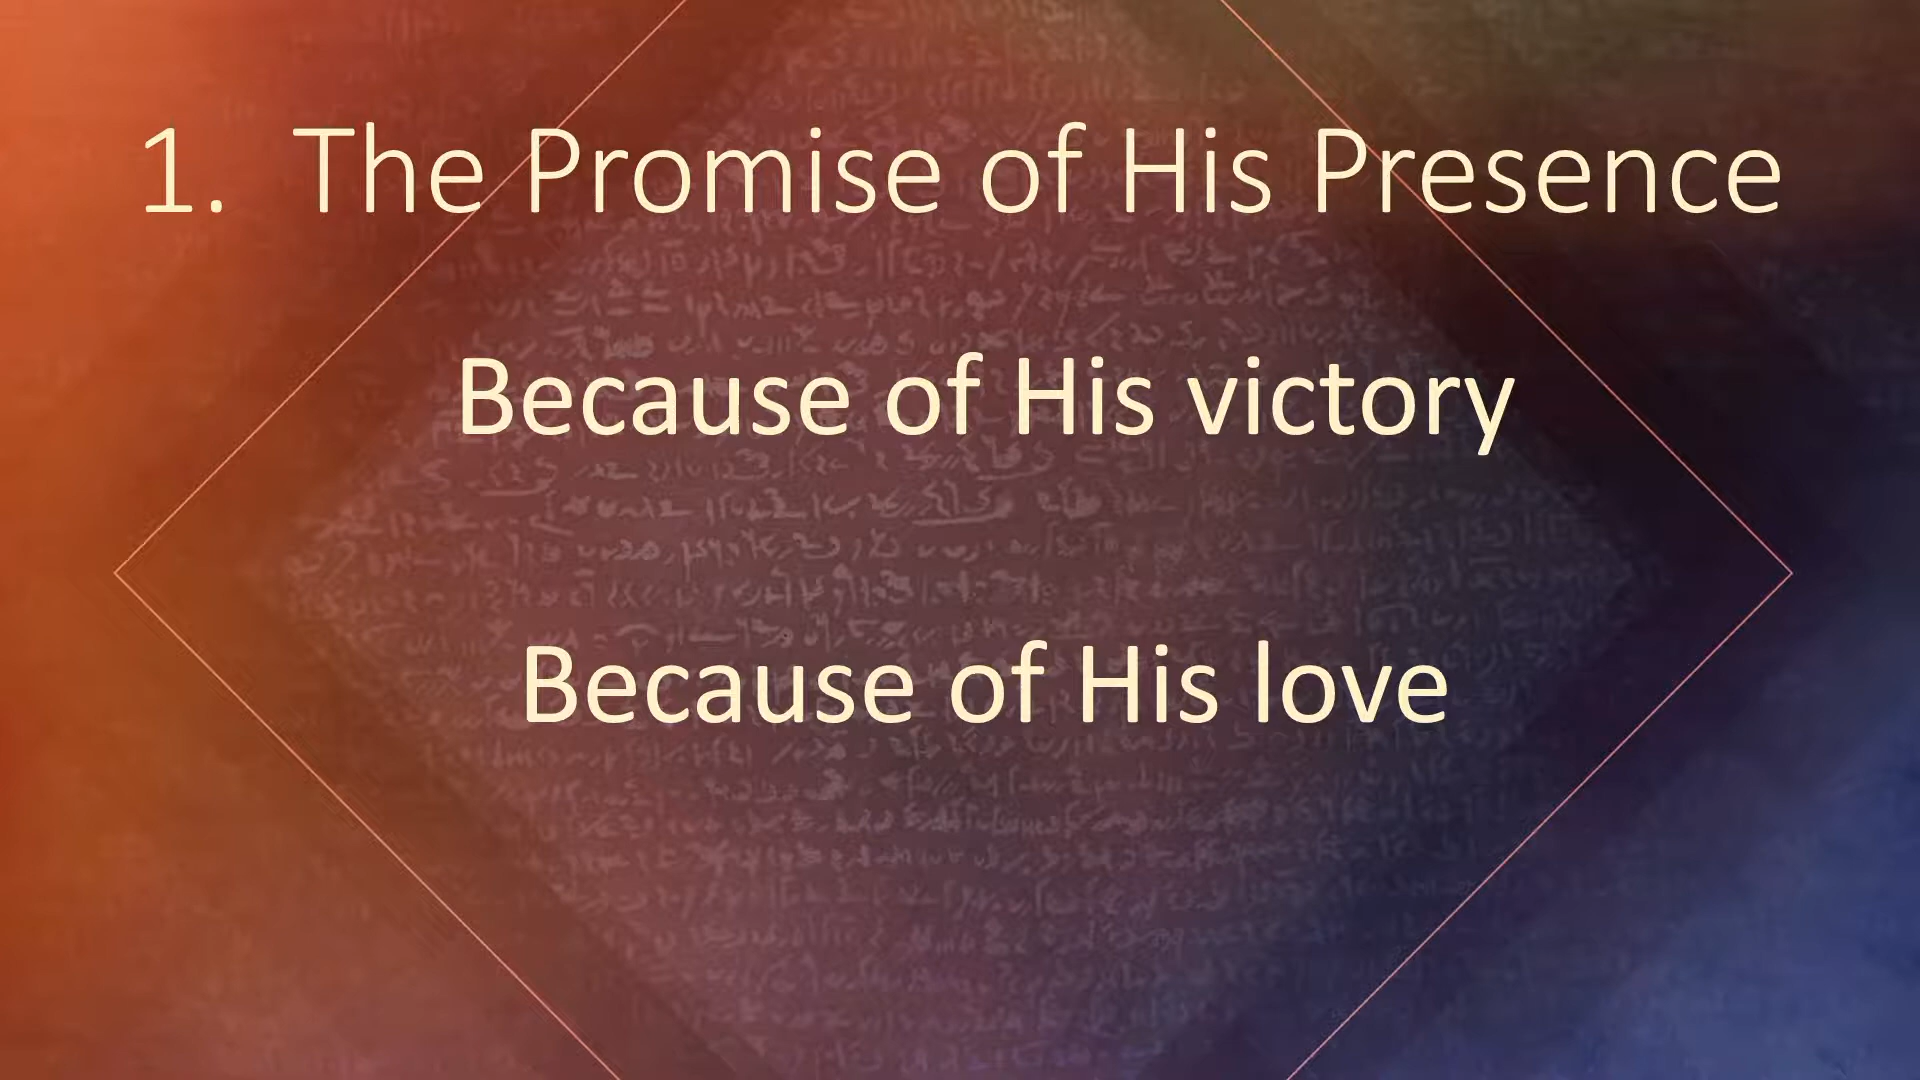 1. The Promise of His Presence
Because of His victory
Because of His love